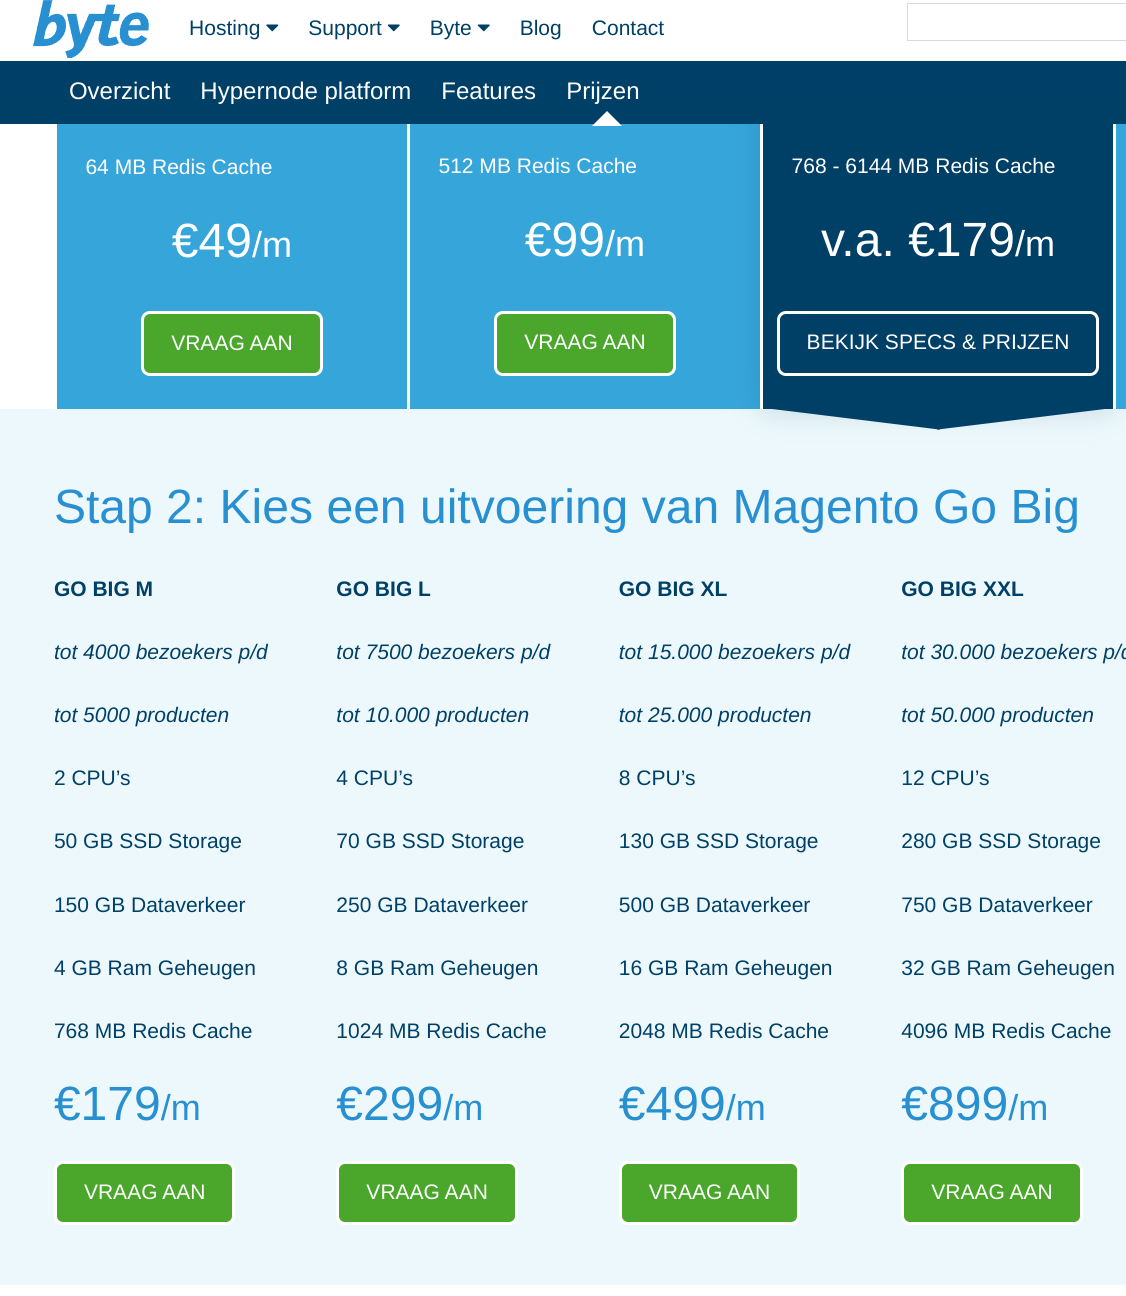 byte
Hosting Support Byte Blog Contact
Overzicht Hypernode platform Features Prijzen
64 MB Redis Cache 512 MB Redis Cache 768 - 6144 MB Redis Cache
€49/m €99/m v.a. €179/m
VRAAG AAN VRAAG AAN BEKIJK SPECS & PRIJZEN
Stap 2: Kies een uitvoering van Magento Go Big
GO BIG M GO BIG L GO BIG XL GO BIG XXL
tot 4000 bezoekers p/d tot 7500 bezoekers p/d tot 15.000 bezoekers p/d tot 30.000 bezoekers p/d
tot 5000 producten tot 10.000 producten tot 25.000 producten tot 50.000 producten
2 CPU’s 4 CPU’s 8 CPU’s 12 CPU’s
50 GB SSD Storage 70 GB SSD Storage 130 GB SSD Storage 280 GB SSD Storage
150 GB Dataverkeer 250 GB Dataverkeer 500 GB Dataverkeer 750 GB Dataverkeer
4 GB Ram Geheugen 8 GB Ram Geheugen 16 GB Ram Geheugen 32 GB Ram Geheugen
768 MB Redis Cache 1024 MB Redis Cache 2048 MB Redis Cache 4096 MB Redis Cache
€179/m €299/m €499/m €899/m
VRAAG AAN VRAAG AAN VRAAG AAN VRAAG AAN